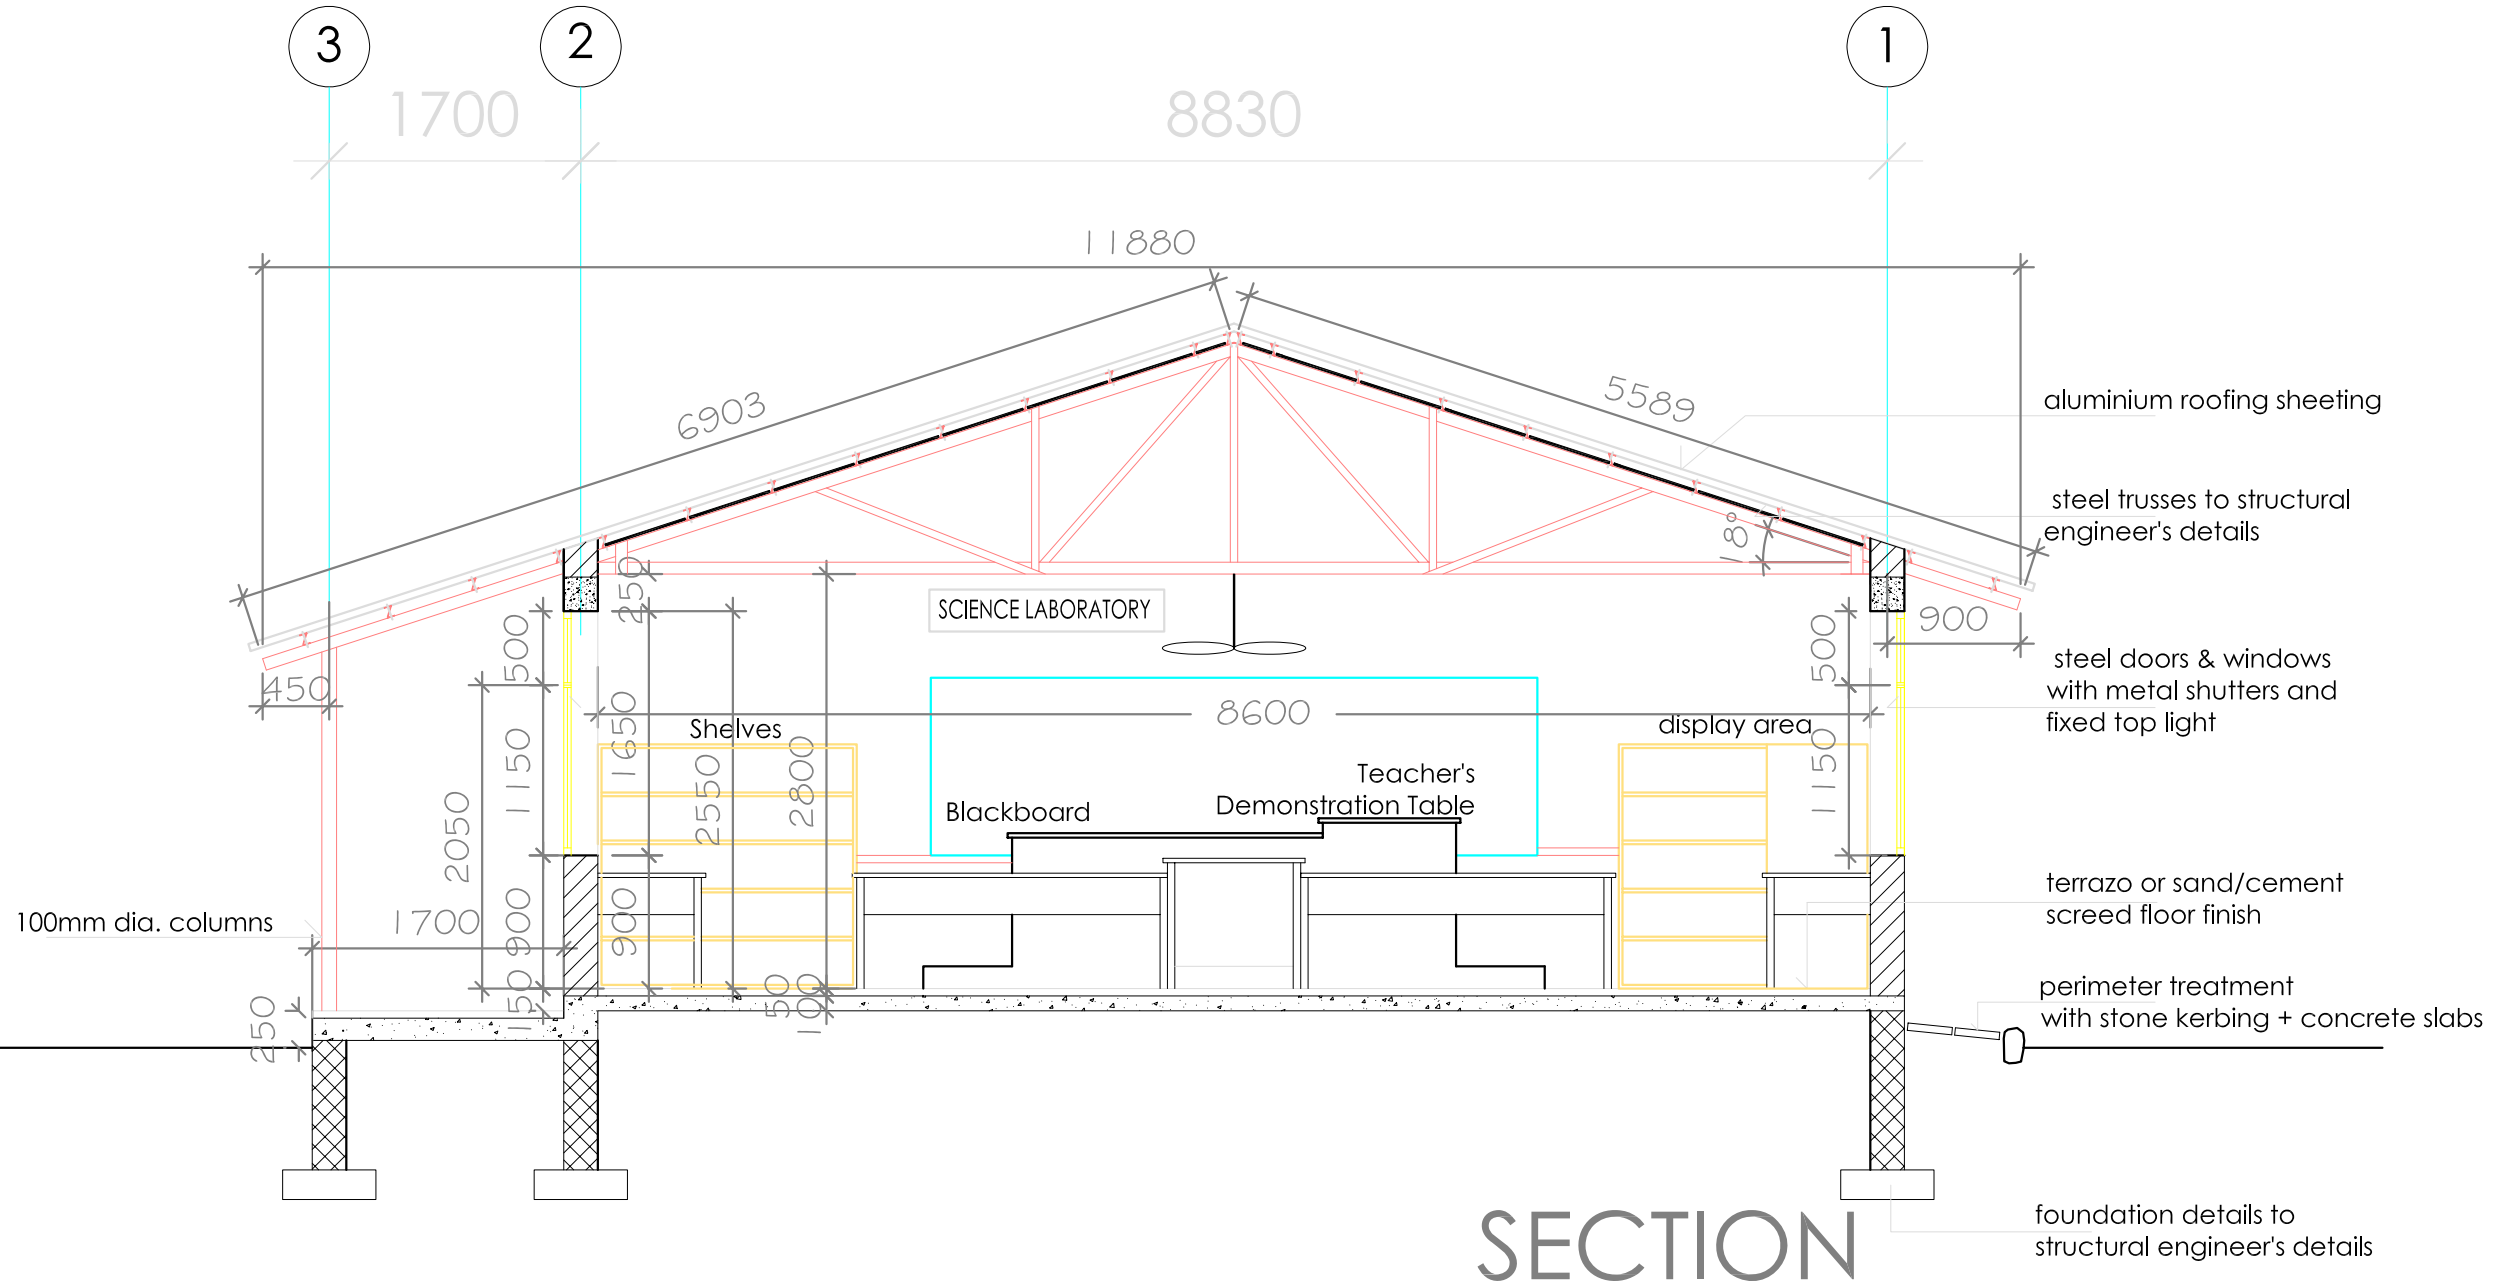 3
2
1
1700
8830
11880
6903
5589
aluminium roofing sheeting
steel trusses to structural
engineer's details
18°
250
SCIENCE LABORATORY
500
500
900
450
steel doors & windows
with metal shutters and
fixed top light
8600
Shelves
display area
1150
1650
2550
2800
1150
2050
Teacher's
Demonstration Table
Blackboard
terrazo or sand/cement
screed floor finish
100mm dia. columns
1700
900
900
150
50
100
250
perimeter treatment
with stone kerbing + concrete slabs
foundation details to
structural engineer's details
SECTION